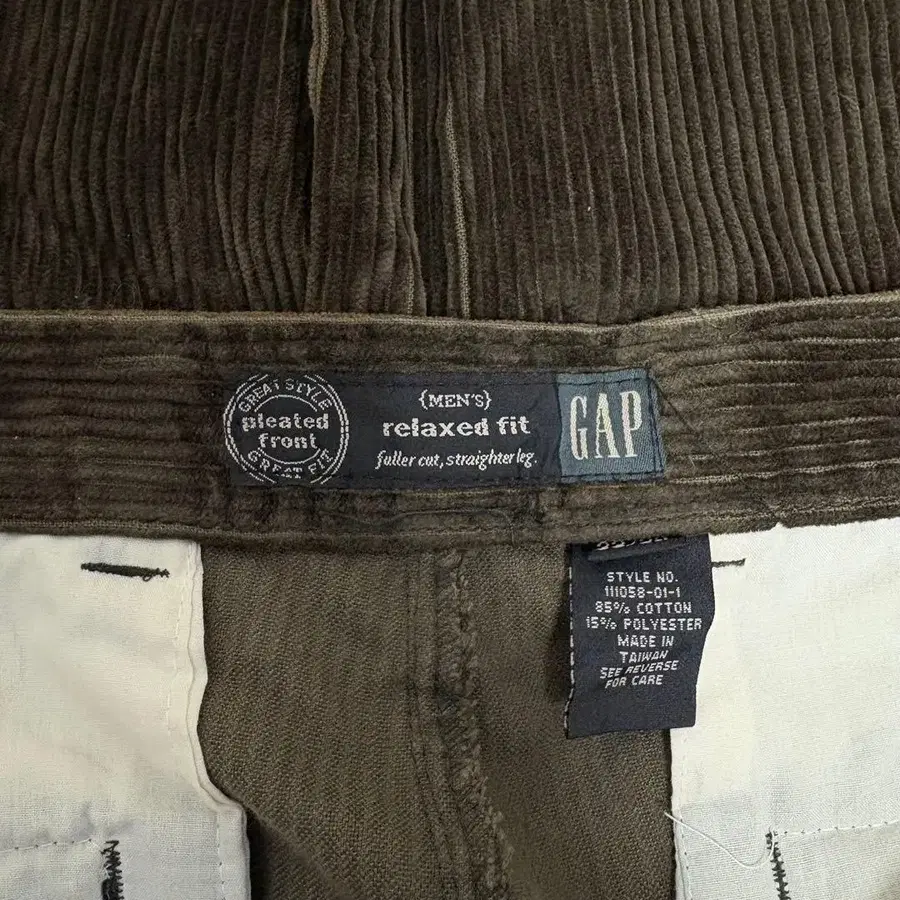 GREAT STYLE
pleated
front
GREAT FIT
{MEN'S}
relaxed fit
fuller cut, straighter leg.
GAP
STYLE NO.
111058-01-1
85% COTTON
15% POLYESTER
MADE IN
TAIWAN
SEE REVERSE
FOR CARE